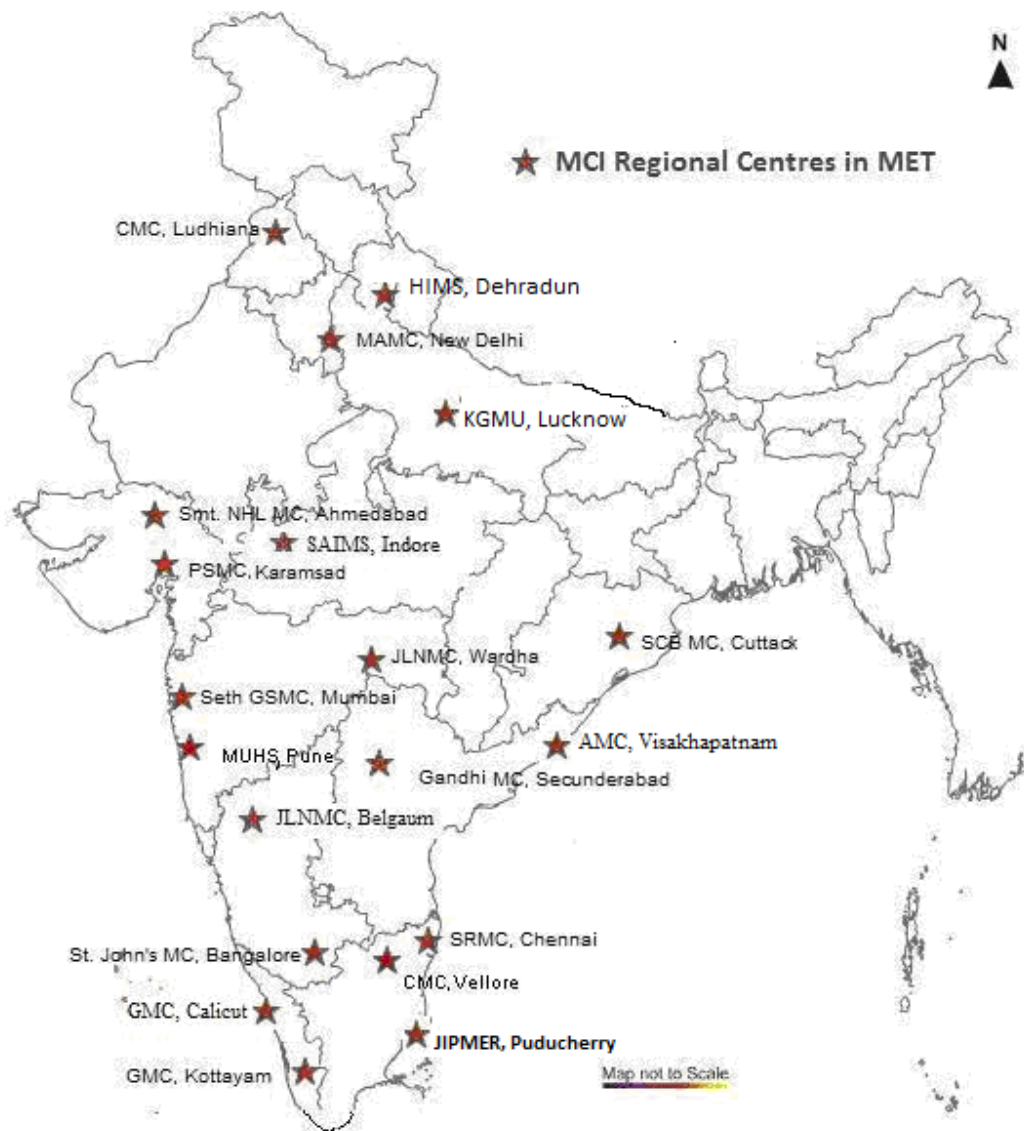 N
MCI Regional Centres in MET
CMC, Ludhiana
HIMS, Dehradun
MAMC, New Delhi
KGMU, Lucknow
Smt. NHL MC, Ahmedabad
SAIMS, Indore
PSMC, Karamsad
SCB MC, Cuttack
JLNMC, Wardha
Seth GSMC, Mumbai
AMC, Visakhapatnam
MUHS, Pune
Gandhi MC, Secunderabad
JLNMC, Belgaum
SRMC, Chennai
St. John's MC, Bangalore
CMC, Vellore
GMC, Calicut
JIPMER, Puducherry
GMC, Kottayam
Map not to Scale